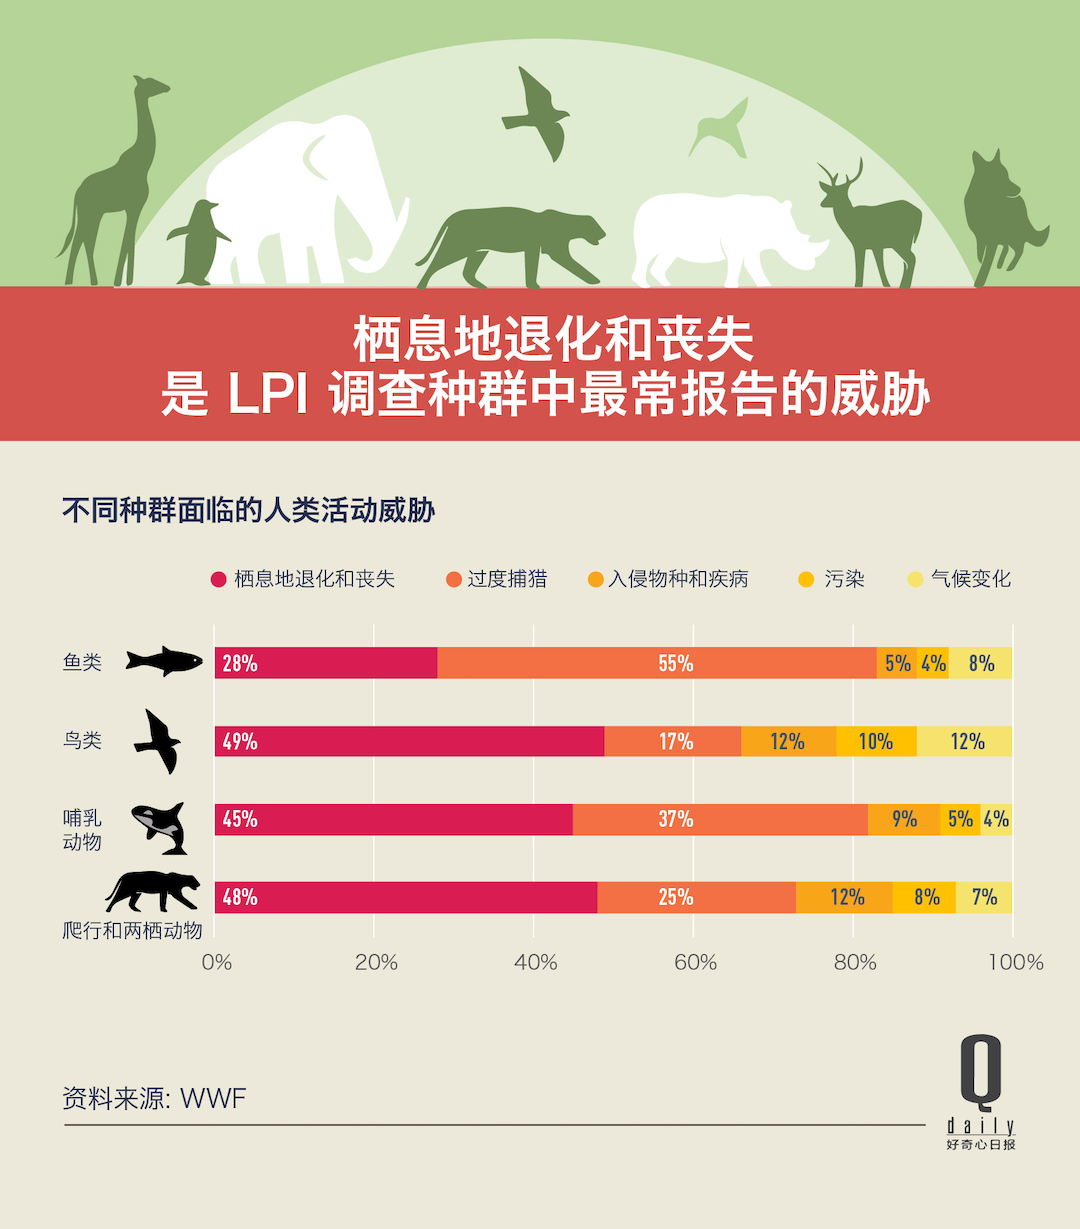 栖息地退化和丧失
是 LPI 调查种群中最常报告的威胁
不同种群面临的人类活动威胁
栖息地退化和丧失 过度捕猎 入侵物种和疾病 污染 气候变化
鱼类 28% 55% 5% 4% 8%
鸟类 49% 17% 12% 10% 12%
哺乳
动物 45% 37% 9% 5% 4%
48% 25% 12% 8% 7%
爬行和两栖动物
0% 20% 40% 60% 80% 100%
资料来源: WWF
Q
daily
好奇心日报